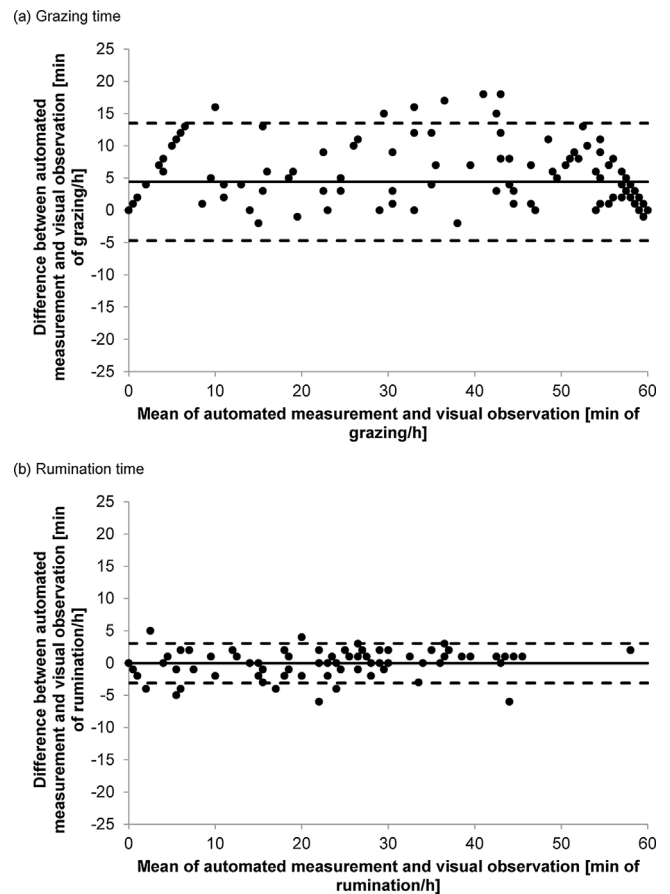 (a) Grazing time
Difference between automated
measurement and visual observation [min
of grazing/h]
25
20
15
10
5
0
-5
-10
-15
-20
-25
0 10 20 30 40 50 60
Mean of automated measurement and visual observation [min of
grazing/h]
(b) Rumination time
Difference between automated
measurement and visual observation [min
of rumination/h]
25
20
15
10
5
0
-5
-10
-15
-20
-25
0 10 20 30 40 50 60
Mean of automated measurement and visual observation [min of
rumination/h]